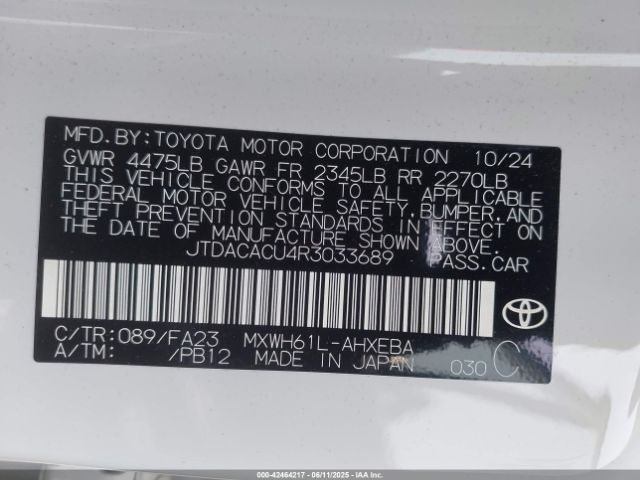 MFD.BY:TOYOTA MOTOR CORPORATION 10/24
GVWR 4475LB GAWR FR 2345LB RR 2270LB
THIS VEHICLE CONFORMS TO ALL APPLICABLE
FEDERAL MOTOR VEHICLE SAFETY,BUMPER,AND
THEFT PREVENTION STANDARDS IN EFFECT ON
THE DATE OF MANUFACTURE SHOWN ABOVE.
JTDACACU4R3033689 PASS.CAR
C/TR:089/FA23 MXWH61L-AHXEBA
A/TM: /PB12 MADE IN JAPAN 030 C
000-42464217 - 06/11/2025 - IAAI.COM